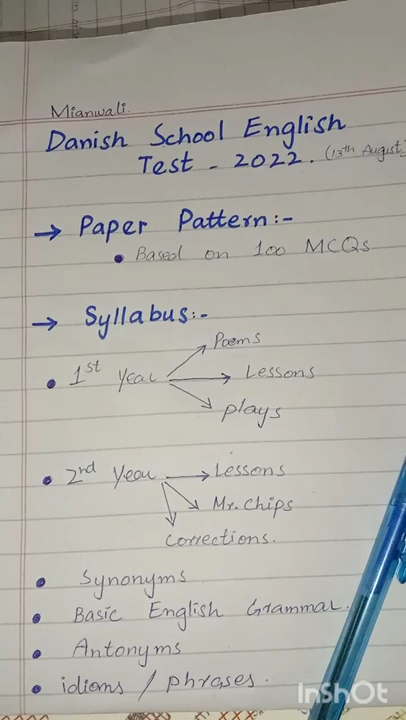 Mianwali.
Danish School English
Test - 2022. (13th August)
→ Paper Pattern:-
• Based on 100 MCQs
→ Syllabus:-
Poems
• 1st Year → Lessons
plays
• 2nd Year → Lessons
Mr. Chips
Corrections.
• Synonyms
• Basic English Grammar.
• Antonyms
• idioms / phrases.
InShOt